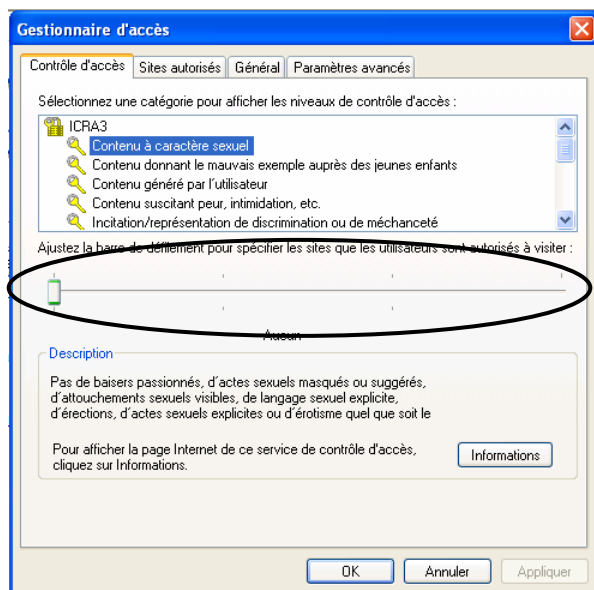 Gestionnaire d'accès
Contrôle d'accès Sites autorisés Général Paramètres avancés
Sélectionnez une catégorie pour afficher les niveaux de contrôle d'accès :
ICRA3
Contenu à caractère sexuel
Contenu donnant le mauvais exemple auprès des jeunes enfants
Contenu généré par l'utilisateur
Contenu suscitant peur, intimidation, etc.
Incitation/représentation de discrimination ou de méchanceté
Ajustez la barre de défilement pour spécifier les sites que les utilisateurs sont autorisés à visiter :
Aucun
Description
Pas de baisers passionnés, d'actes sexuels masqués ou suggérés,
d'attouchements sexuels visibles, de langage sexuel explicite,
d'érections, d'actes sexuels explicites ou d'érotisme quel que soit le
Pour afficher la page Internet de ce service de contrôle d'accès,
cliquez sur Informations.
Informations
OK Annuler Appliquer